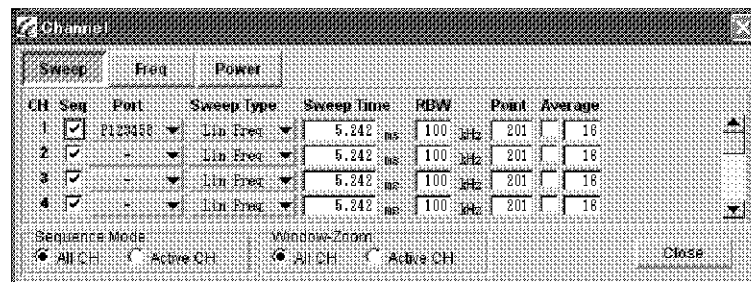 Channel
Sweep Freq Power
CH Seq Port Sweep Type Sweep Time RBW Point Average
1 P123456 Lin Freq 5.242 ms 100 kHz 201 16
2 - Lin Freq 5.242 ms 100 kHz 201 16
3 - Lin Freq 5.242 ms 100 kHz 201 16
4 - Lin Freq 5.242 ms 100 kHz 201 16
Sequence Mode Window-Zoom
All CH Active CH All CH Active CH Close